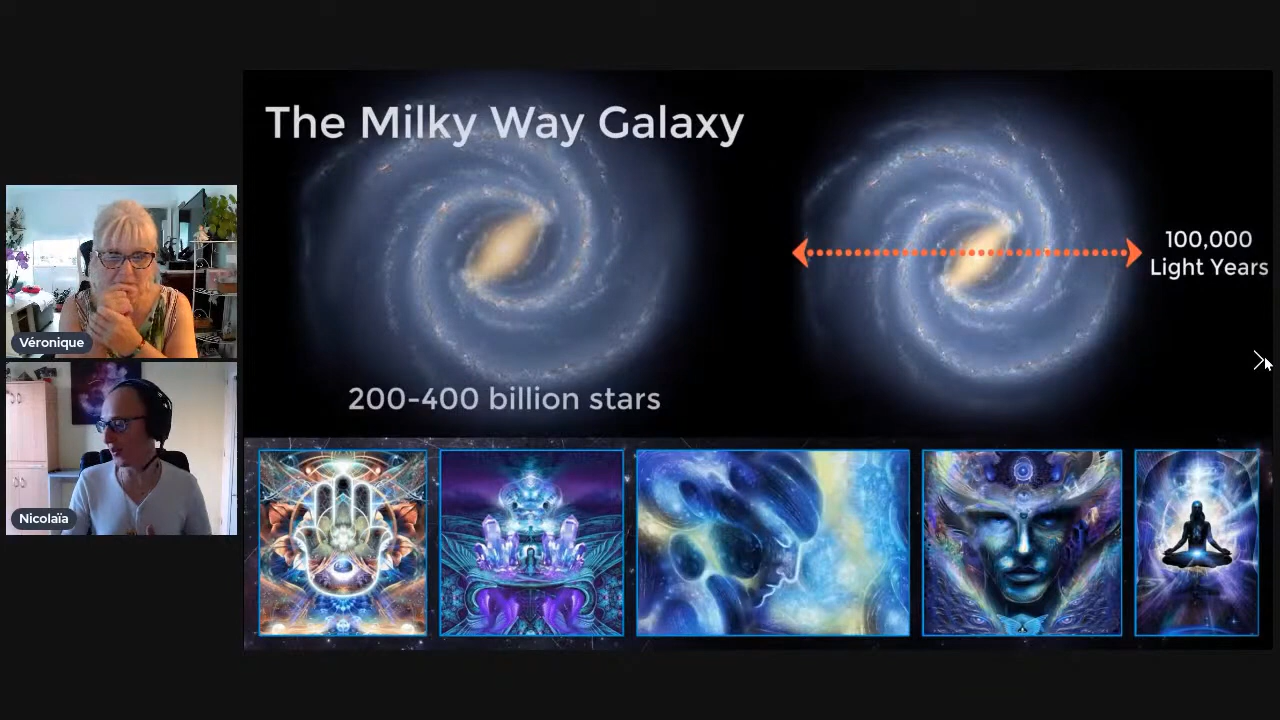 The Milky Way Galaxy
100,000
Light Years
200-400 billion stars
Véronique
Nicolaïa